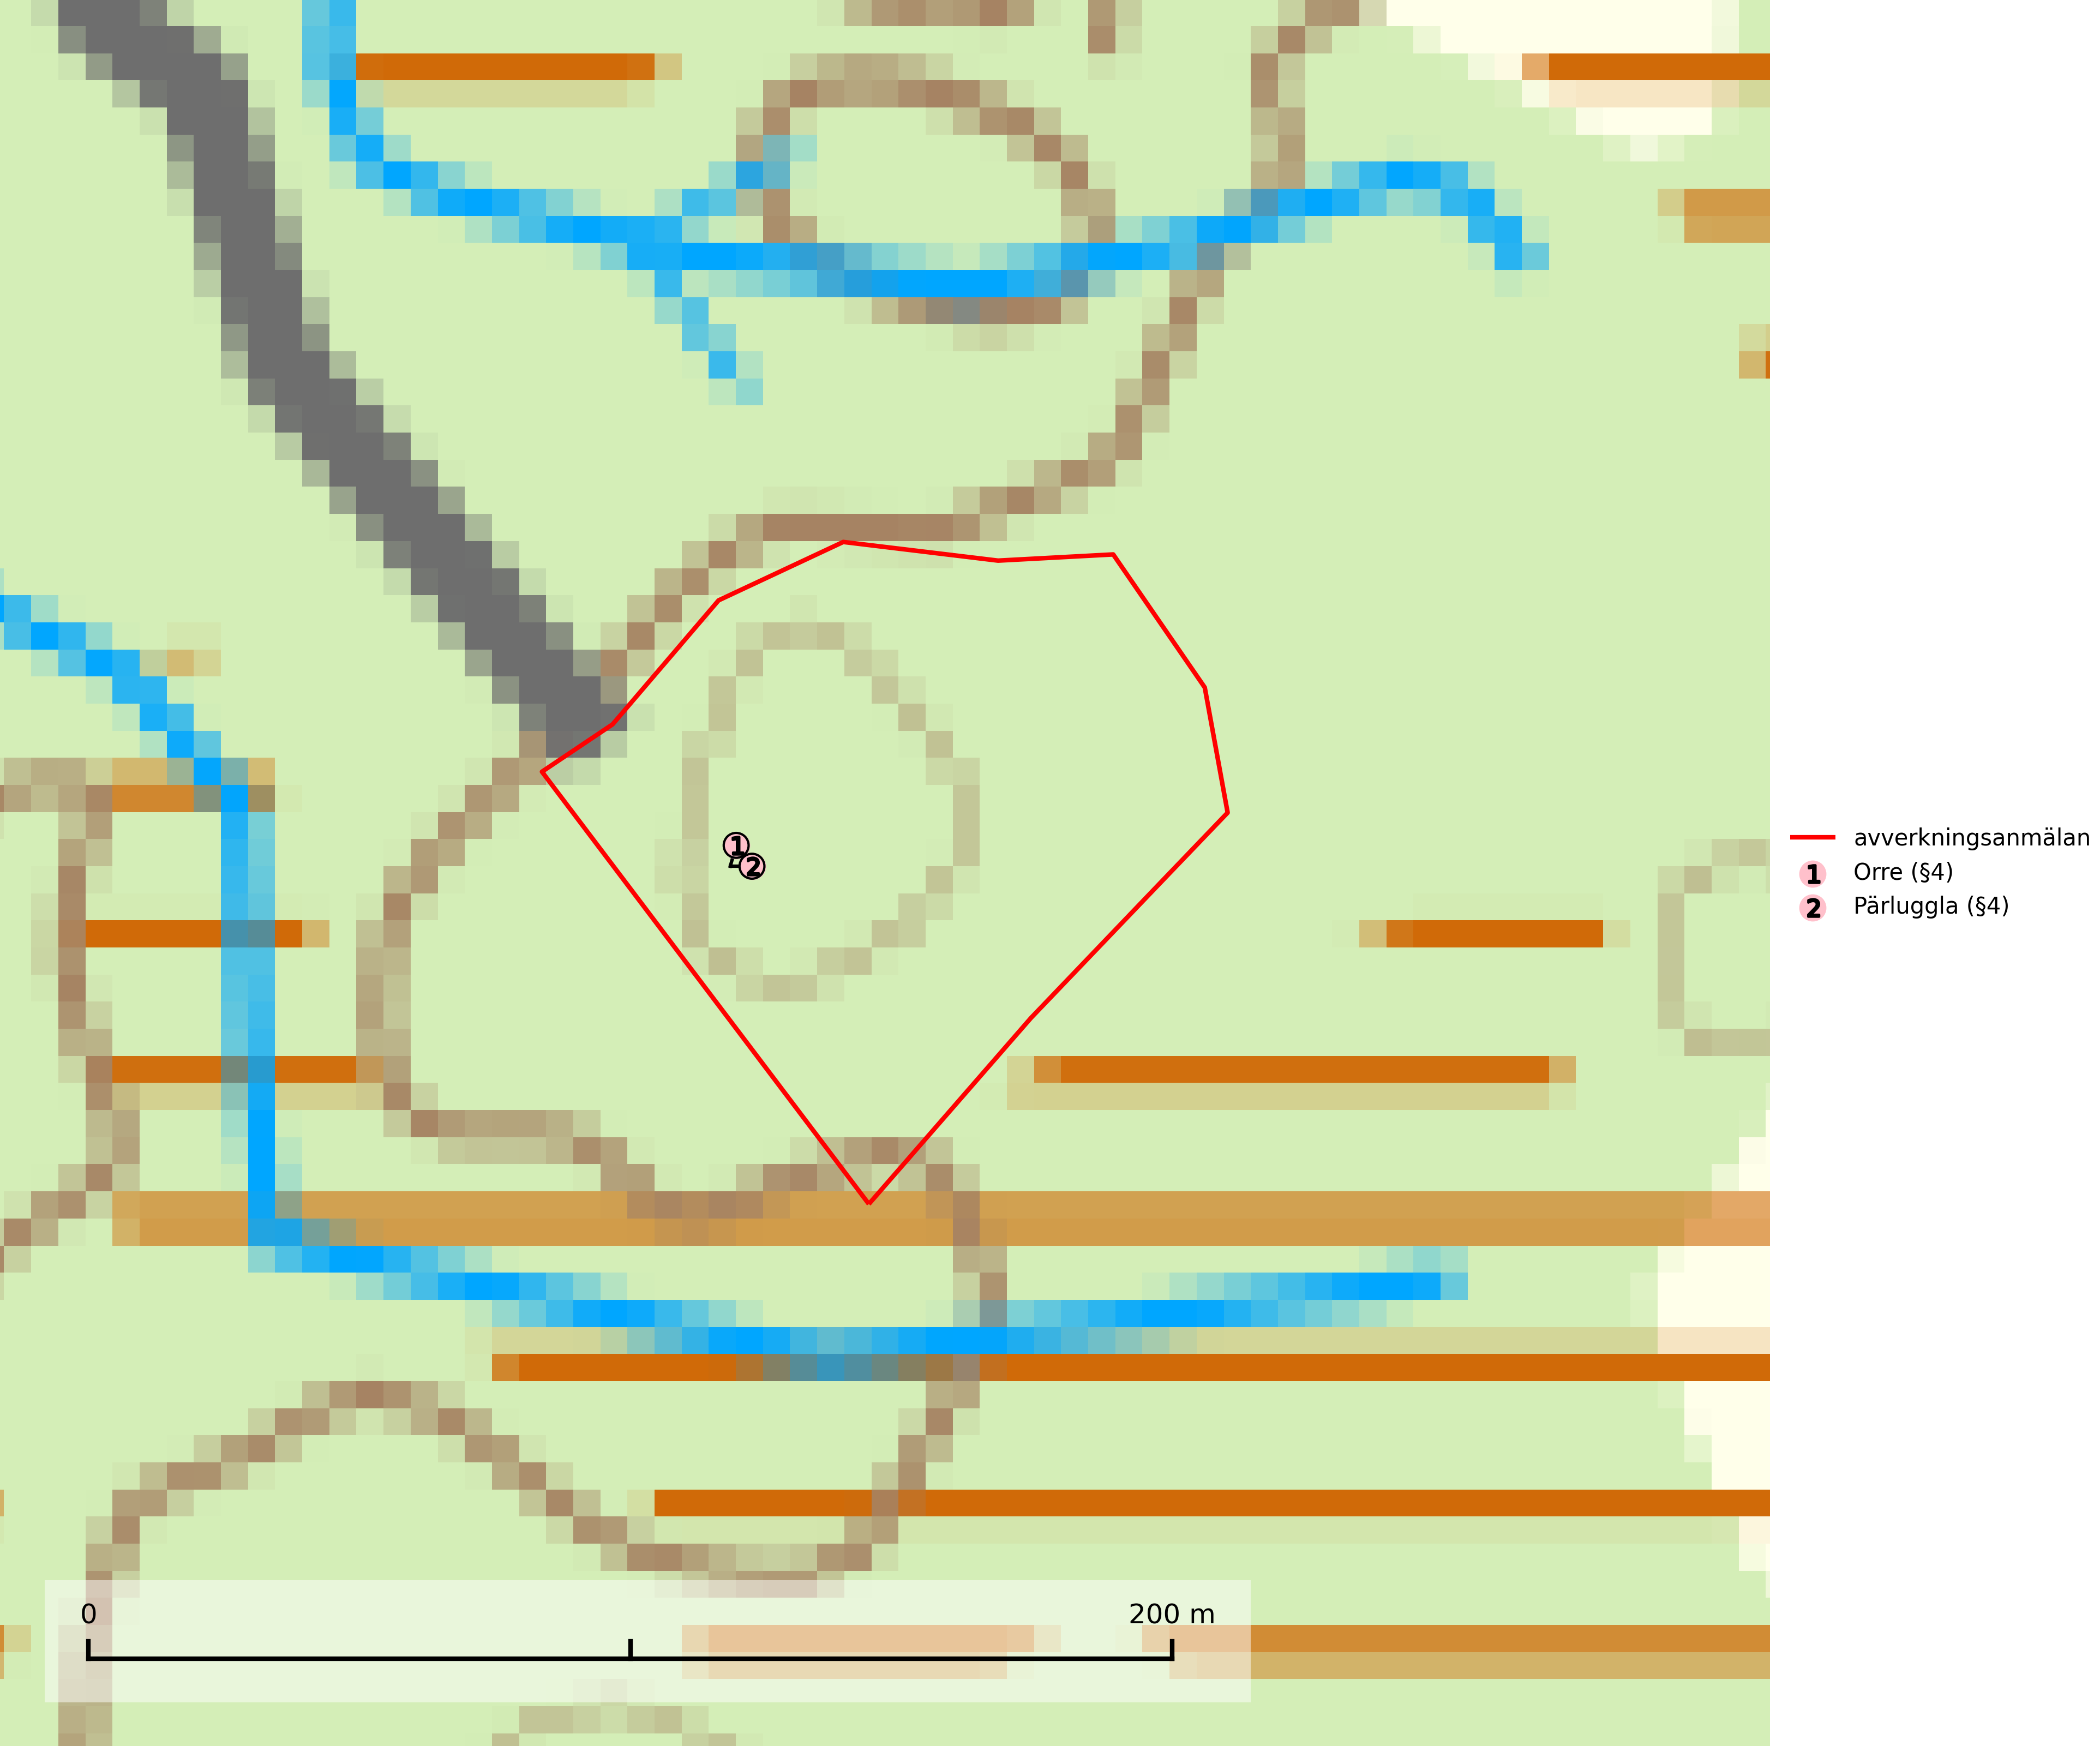 1
2
avverkningsanmälan
1 Orre (§4)
2 Pärluggla (§4)
0 200 m